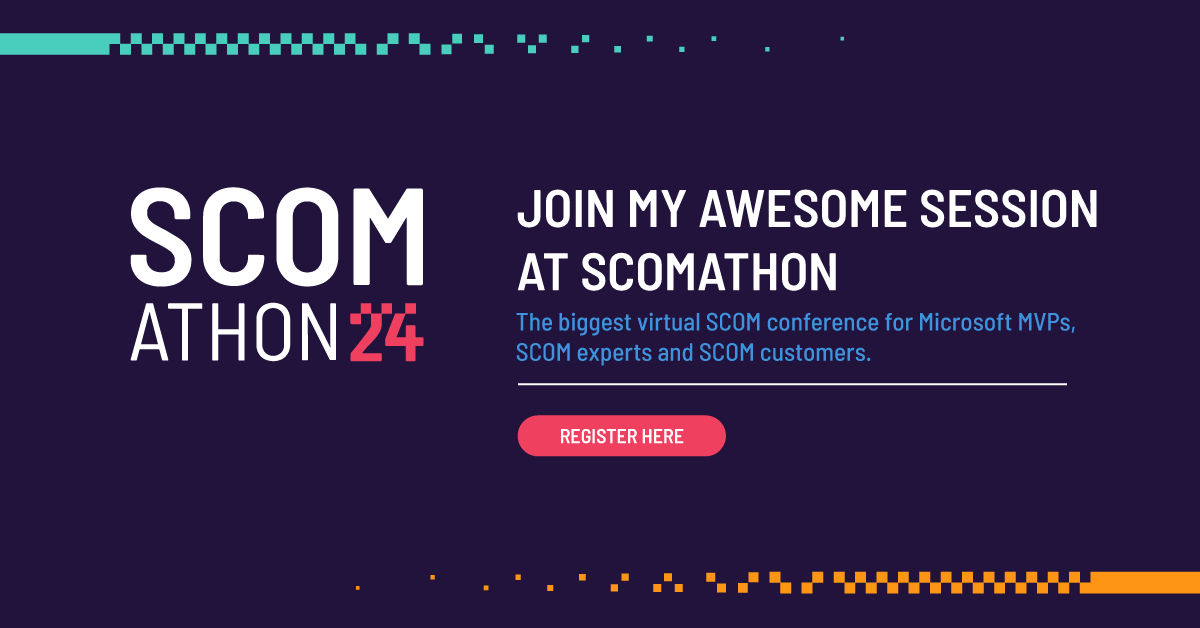 SCOM
ATHON 24
JOIN MY AWESOME SESSION
AT SCOMATHON
The biggest virtual SCOM conference for Microsoft MVPs,
SCOM experts and SCOM customers.
REGISTER HERE